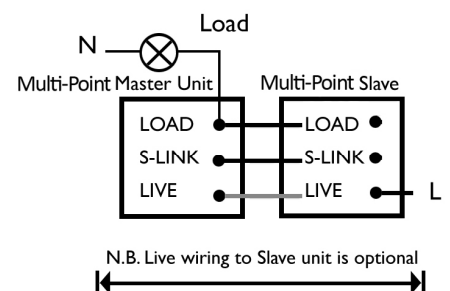 Load
N
Multi-Point Master Unit Multi-Point Slave
LOAD LOAD
S-LINK S-LINK
LIVE LIVE L
N.B. Live wiring to Slave unit is optional